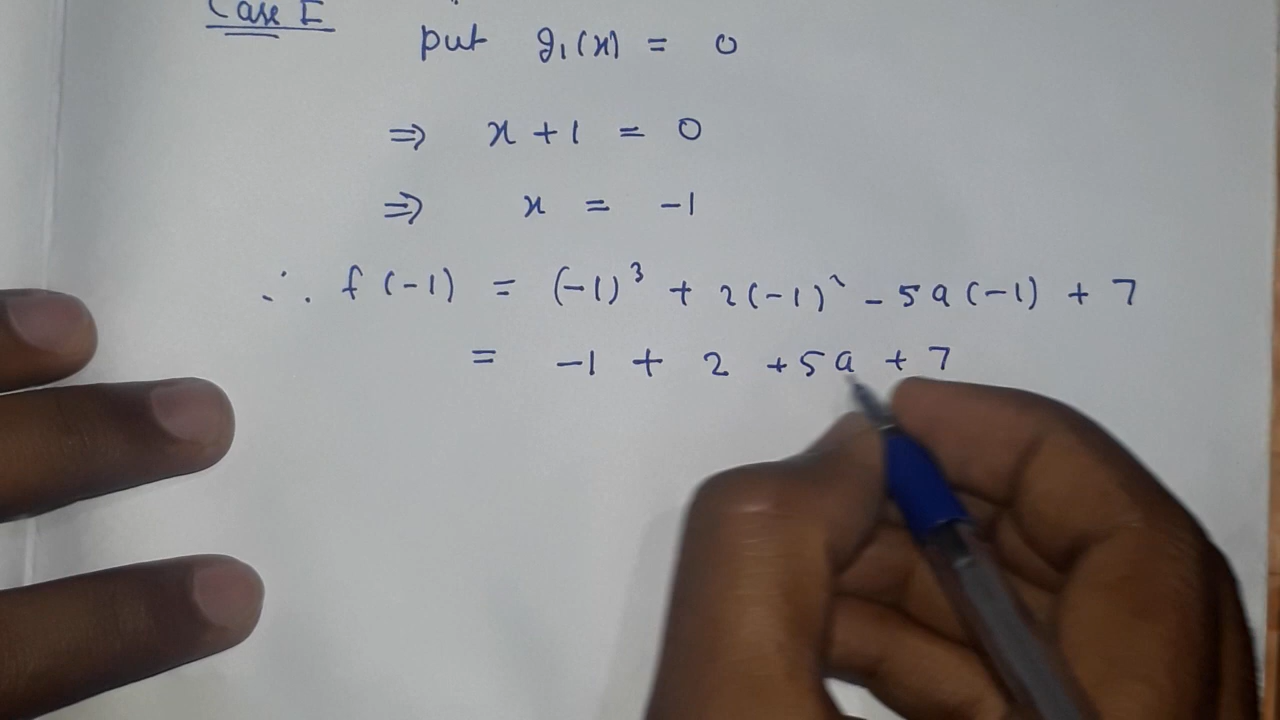 Case I
put g₁(x) = 0
⇒ x + 1 = 0
⇒ x = -1
∴ f(-1) = (-1)³ + 2(-1)² - 5a(-1) + 7
= -1 + 2 + 5a + 7